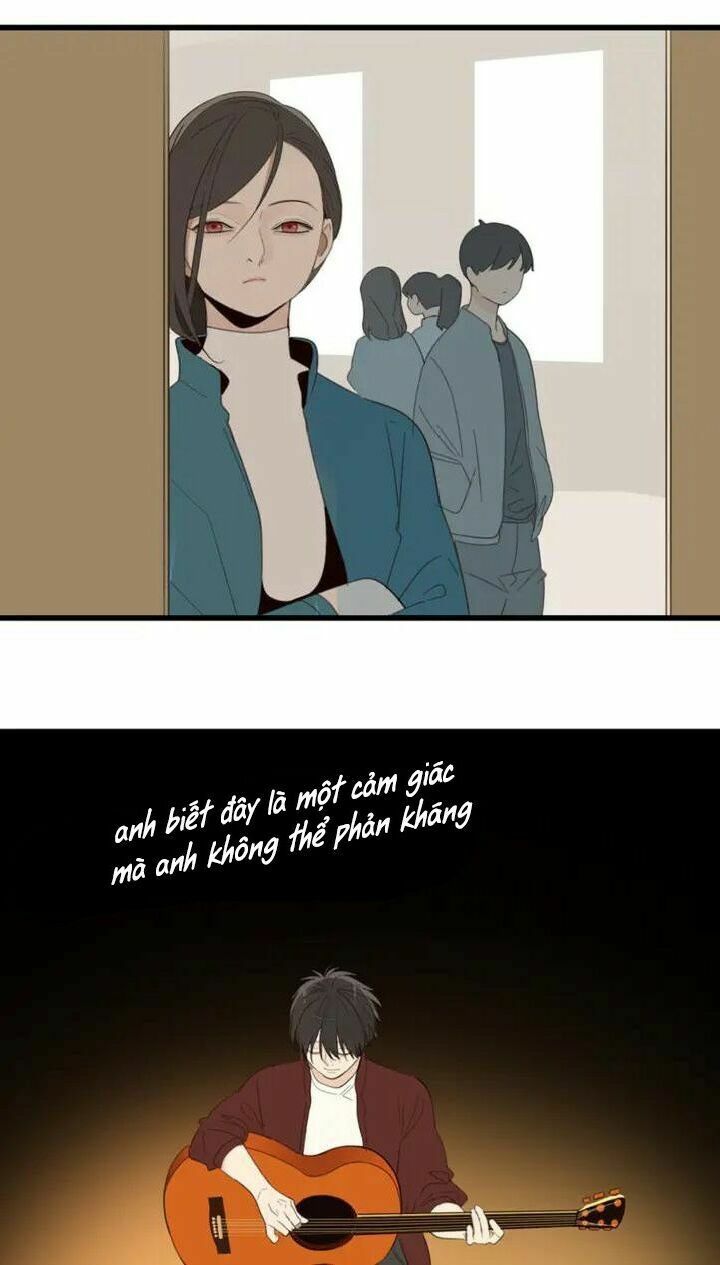 anh biết đây là một cảm giác
mà anh không thể phản kháng